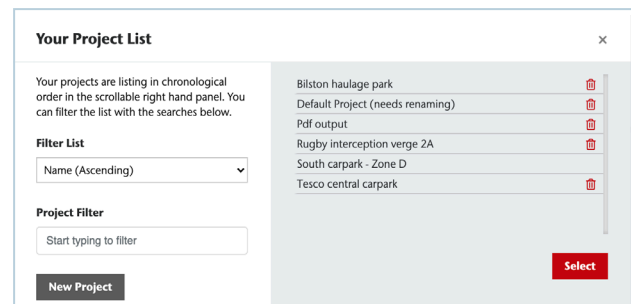 Your Project List
×
Your projects are listing in chronological
order in the scrollable right hand panel. You
can filter the list with the searches below.
Filter List
Name (Ascending)
Project Filter
Start typing to filter
New Project
Bilston haulage park
Default Project (needs renaming)
Pdf output
Rugby interception verge 2A
South carpark - Zone D
Tesco central carpark
Select